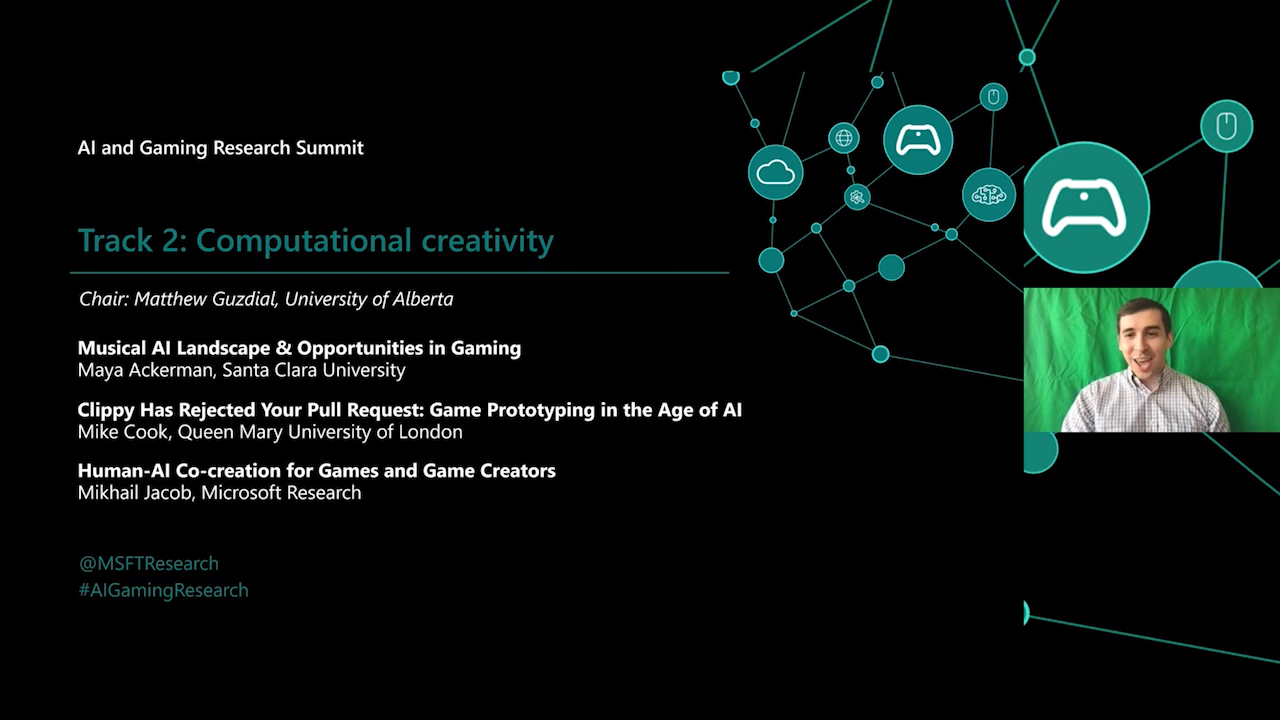 AI and Gaming Research Summit
Track 2: Computational creativity
Chair: Matthew Guzdial, University of Alberta
Musical AI Landscape & Opportunities in Gaming
Maya Ackerman, Santa Clara University
Clippy Has Rejected Your Pull Request: Game Prototyping in the Age of AI
Mike Cook, Queen Mary University of London
Human-AI Co-creation for Games and Game Creators
Mikhail Jacob, Microsoft Research
@MSFTResearch
#AIGamingResearch